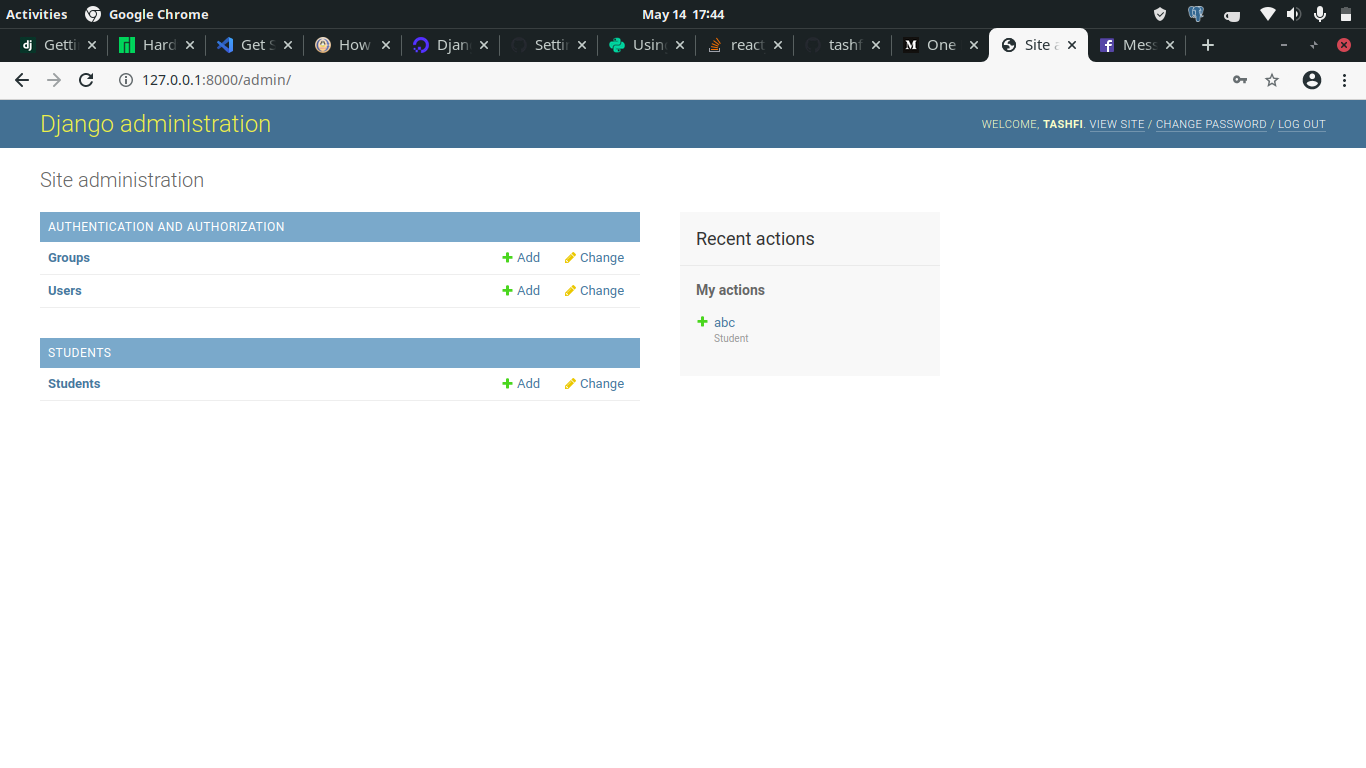 Activities Google Chrome May 14 17:44
Getti Hard Get S How Djan Settin Using react tashf One Site a Mess
127.0.0.1:8000/admin/
Django administration WELCOME, TASHFI. VIEW SITE / CHANGE PASSWORD / LOG OUT
Site administration
AUTHENTICATION AND AUTHORIZATION
Groups Add Change
Users Add Change
STUDENTS
Students Add Change
Recent actions
My actions
abc
Student